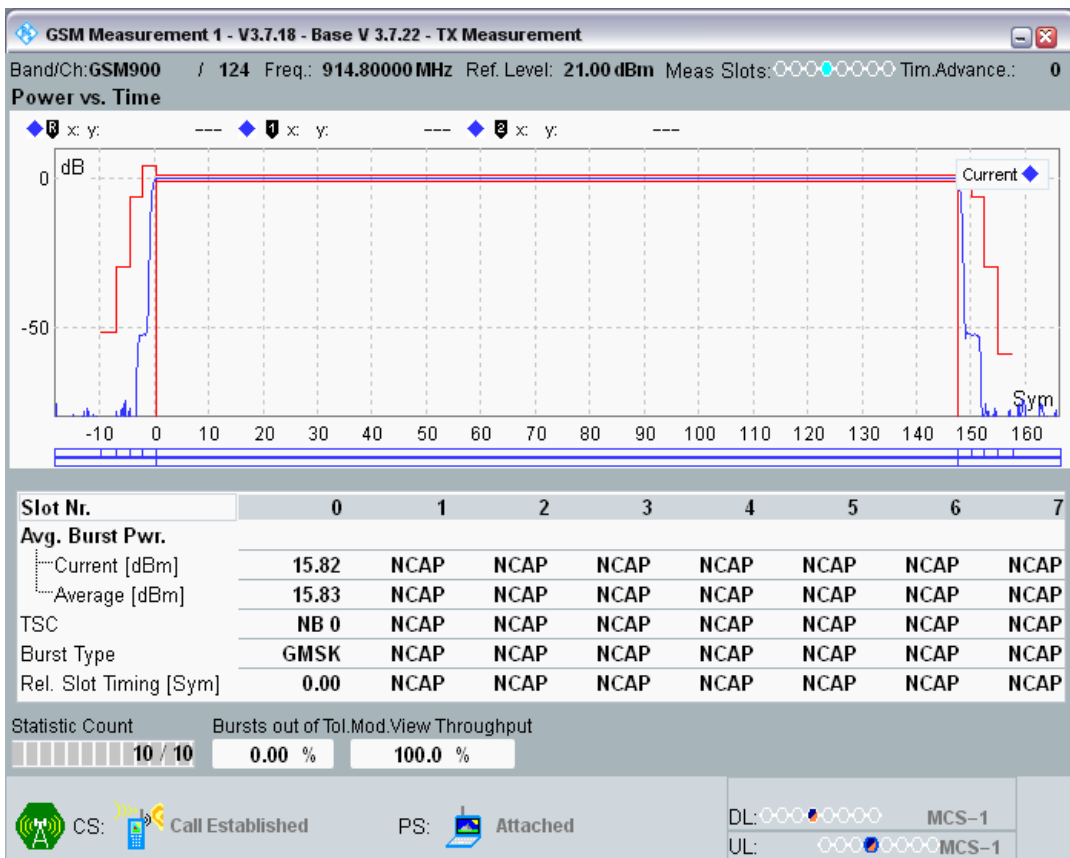 GSM Measurement 1 - V3.7.18 - Base V 3.7.22 - TX Measurement
Band/Ch:GSM900 / 124 Freq.: 914.80000 MHz Ref. Level: 21.00 dBm Meas Slots: Tim.Advance.: 0
Power vs. Time
R x: y: --- 1 x: y: --- 2 x: y: ---
dB
Current
0
-50
Sym
-10 0 10 20 30 40 50 60 70 80 90 100 110 120 130 140 150 160
Slot Nr. 0 1 2 3 4 5 6 7
Avg. Burst Pwr.
Current [dBm] 15.82 NCAP NCAP NCAP NCAP NCAP NCAP NCAP
Average [dBm] 15.83 NCAP NCAP NCAP NCAP NCAP NCAP NCAP
TSC NB 0 NCAP NCAP NCAP NCAP NCAP NCAP NCAP
Burst Type GMSK NCAP NCAP NCAP NCAP NCAP NCAP NCAP
Rel. Slot Timing [Sym] 0.00 NCAP NCAP NCAP NCAP NCAP NCAP NCAP
Statistic Count Bursts out of Tol.Mod.View Throughput
10 / 10 0.00 % 100.0 %
CS: Call Established PS: Attached
DL: MCS-1
UL: MCS-1